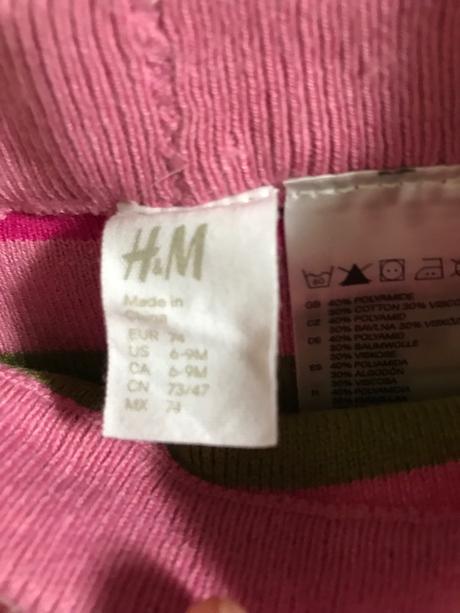 H&M
Made in
China
EUR 74
US 6-9M
CA 6-9M
CN 73/47
MX 74
GB 40% POLYAMIDE
30% COTTON 30% VISCO
CZ 40% POLYAMID
30% BAVLNA 30% VISKÓ
DE 40% POLYAMID
30% BAUMWOLLE
30% VISKOSE
ES 40% POLIAMIDA
30% ALGODÓN
30% VISCOSA